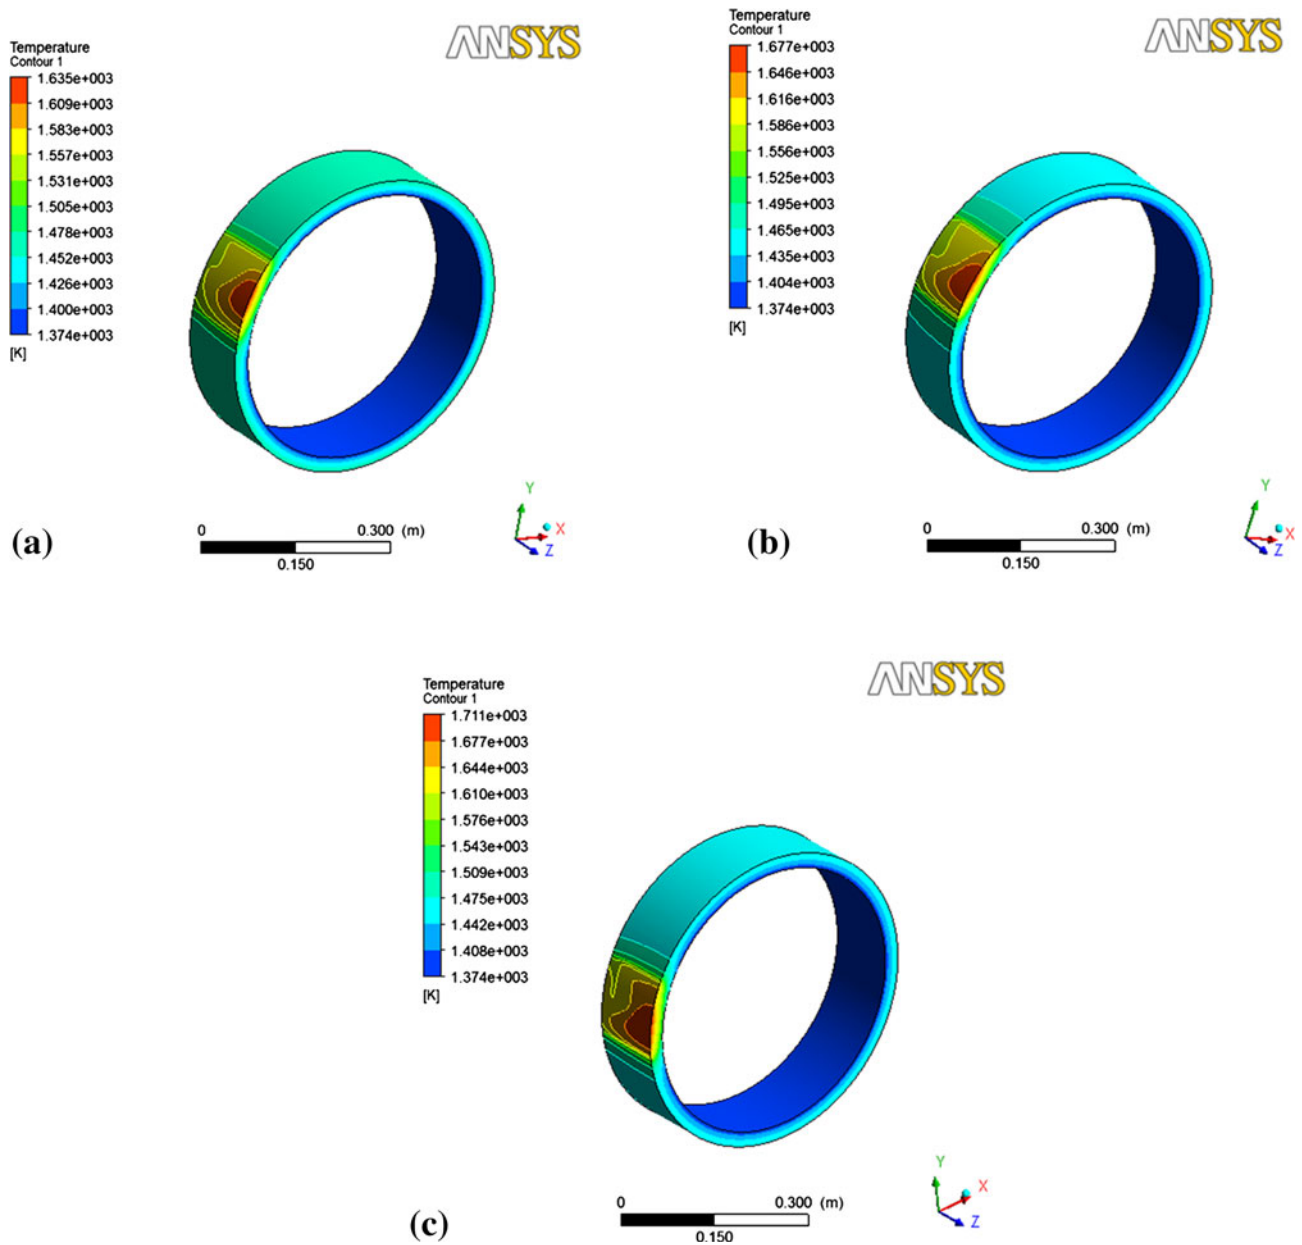 ANSYS
Temperature
Contour 1
1.635e+003
1.609e+003
1.583e+003
1.557e+003
1.531e+003
1.505e+003
1.478e+003
1.452e+003
1.426e+003
1.400e+003
1.374e+003
[K]
Y
X
Z
0 0.300 (m)
0.150
(a)
ANSYS
Temperature
Contour 1
1.677e+003
1.646e+003
1.616e+003
1.586e+003
1.556e+003
1.525e+003
1.495e+003
1.465e+003
1.435e+003
1.404e+003
1.374e+003
[K]
Y
X
Z
0 0.300 (m)
0.150
(b)
ANSYS
Temperature
Contour 1
1.711e+003
1.677e+003
1.644e+003
1.610e+003
1.576e+003
1.543e+003
1.509e+003
1.475e+003
1.442e+003
1.408e+003
1.374e+003
[K]
Y
X
Z
0 0.300 (m)
0.150
(c)